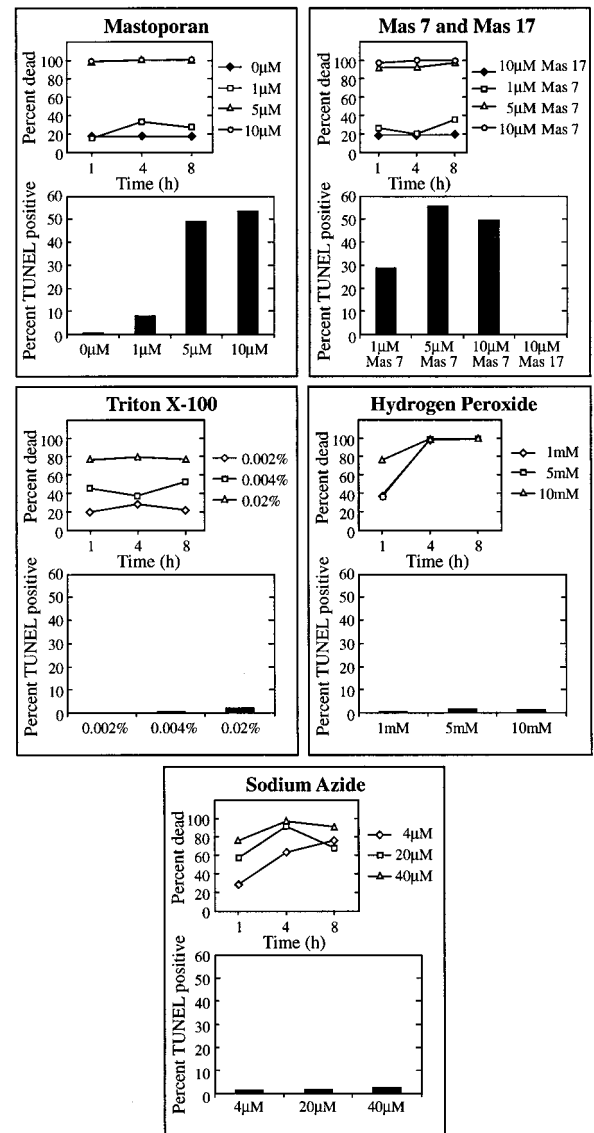 Mastoporan
Percent dead
100
80
60
40
20
0
1 4 8
Time (h)
0μM
1μM
5μM
10μM
Percent TUNEL positive
60
50
40
30
20
10
0
0μM 1μM 5μM 10μM
Mas 7 and Mas 17
Percent dead
100
80
60
40
20
0
1 4 8
Time (h)
10μM Mas 17
1μM Mas 7
5μM Mas 7
10μM Mas 7
Percent TUNEL positive
60
50
40
30
20
10
0
1μM 5μM 10μM 10μM
Mas 7 Mas 7 Mas 7 Mas 17
Triton X-100
Percent dead
100
80
60
40
20
0
1 4 8
Time (h)
0.002%
0.004%
0.02%
Percent TUNEL positive
60
50
40
30
20
10
0
0.002% 0.004% 0.02%
Hydrogen Peroxide
Percent dead
100
80
60
40
20
0
1 4 8
Time (h)
1mM
5mM
10mM
Percent TUNEL positive
60
50
40
30
20
10
0
1mM 5mM 10mM
Sodium Azide
Percent dead
100
80
60
40
20
0
1 4 8
Time (h)
4μM
20μM
40μM
Percent TUNEL positive
60
50
40
30
20
10
0
4μM 20μM 40μM